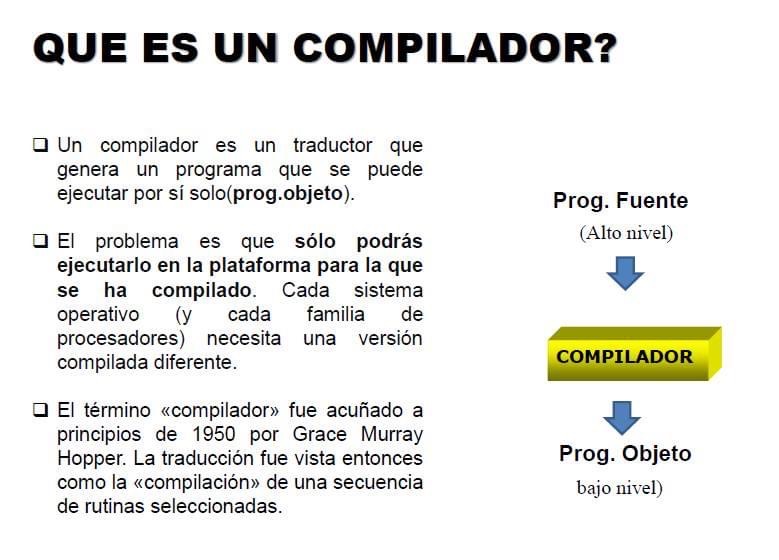 QUE ES UN COMPILADOR?
❑ Un compilador es un traductor que
genera un programa que se puede
ejecutar por sí solo(prog.objeto).
❑ El problema es que sólo podrás
ejecutarlo en la plataforma para la que
se ha compilado. Cada sistema
operativo (y cada familia de
procesadores) necesita una versión
compilada diferente.
❑ El término «compilador» fue acuñado a
principios de 1950 por Grace Murray
Hopper. La traducción fue vista entonces
como la «compilación» de una secuencia
de rutinas seleccionadas.
Prog. Fuente
(Alto nivel)
COMPILADOR
Prog. Objeto
bajo nivel)